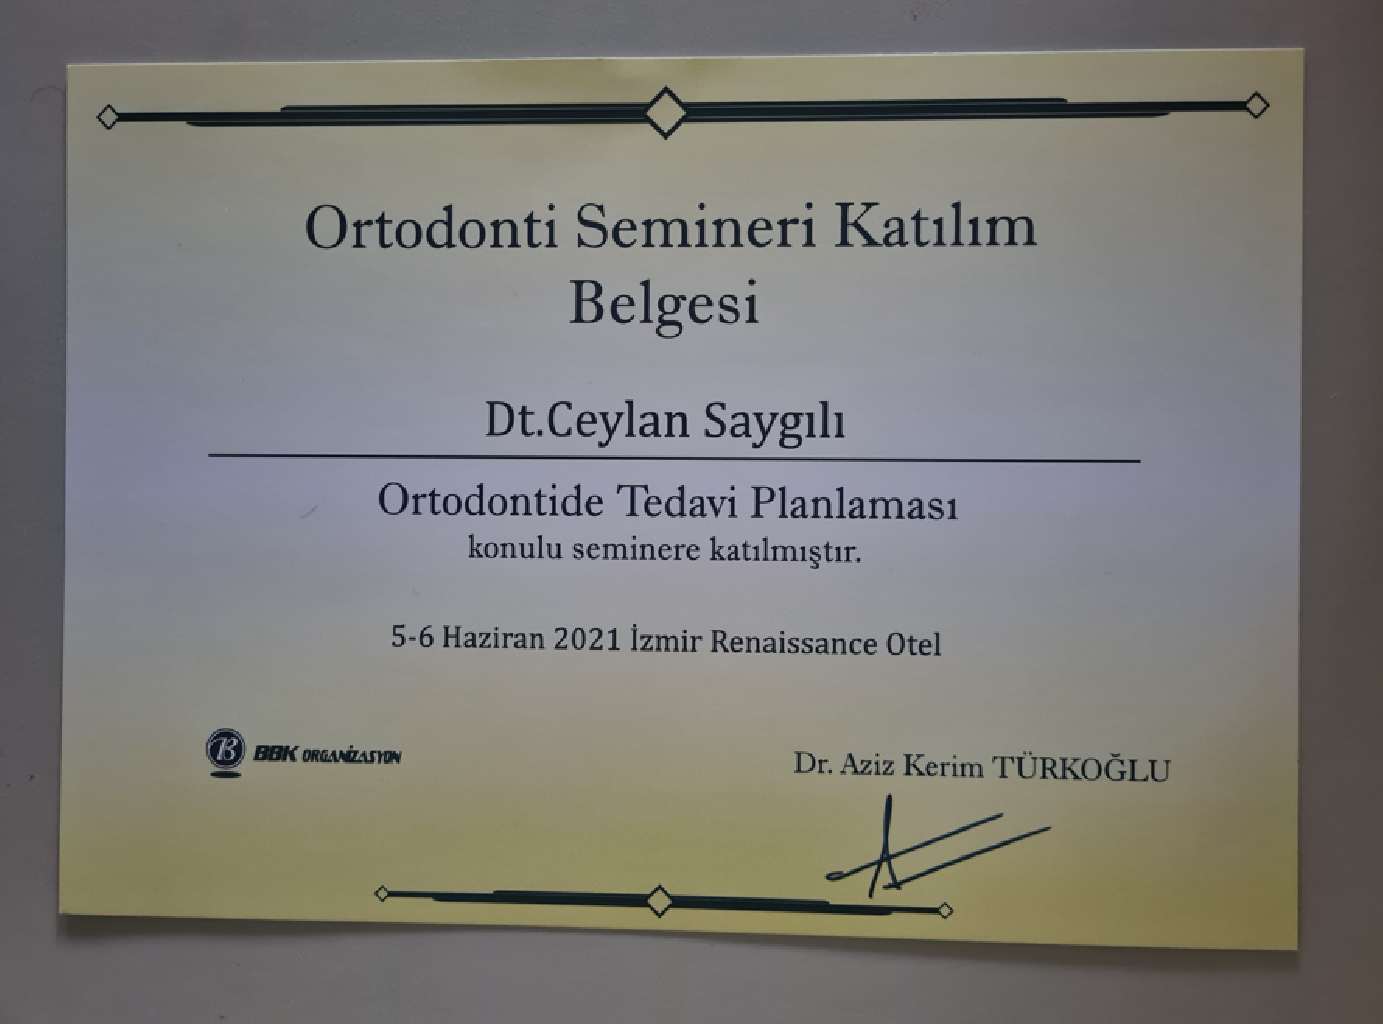 Ortodonti Semineri Katılım
Belgesi
Dt.Ceylan Saygılı
Ortodontide Tedavi Planlaması
konulu seminere katılmıştır.
5-6 Haziran 2021 İzmir Renaissance Otel
B BBK ORGANİZASYON
Dr. Aziz Kerim TÜRKOĞLU